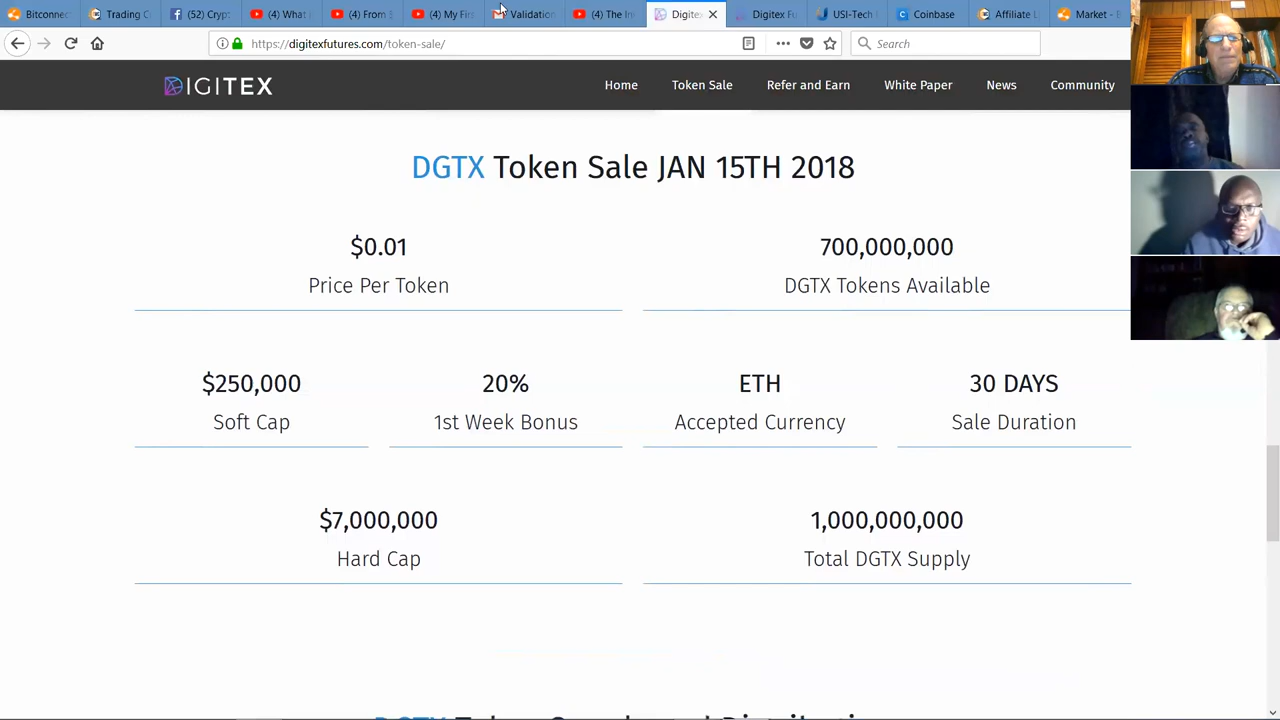 Bitconnec
Trading C
(52) Cryp
(4) What
(4) From S
(4) My Fir
Validation
(4) The In
Digitex
Digitex Fu
USI-Tech
Coinbase
Affiliate L
Market - B
https://digitexfutures.com/token-sale/
Search
DIGITEX
Home
Token Sale
Refer and Earn
White Paper
News
Community
DGTX Token Sale JAN 15TH 2018
$0.01
700,000,000
Price Per Token
DGTX Tokens Available
$250,000
20%
ETH
30 DAYS
Soft Cap
1st Week Bonus
Accepted Currency
Sale Duration
$7,000,000
1,000,000,000
Hard Cap
Total DGTX Supply